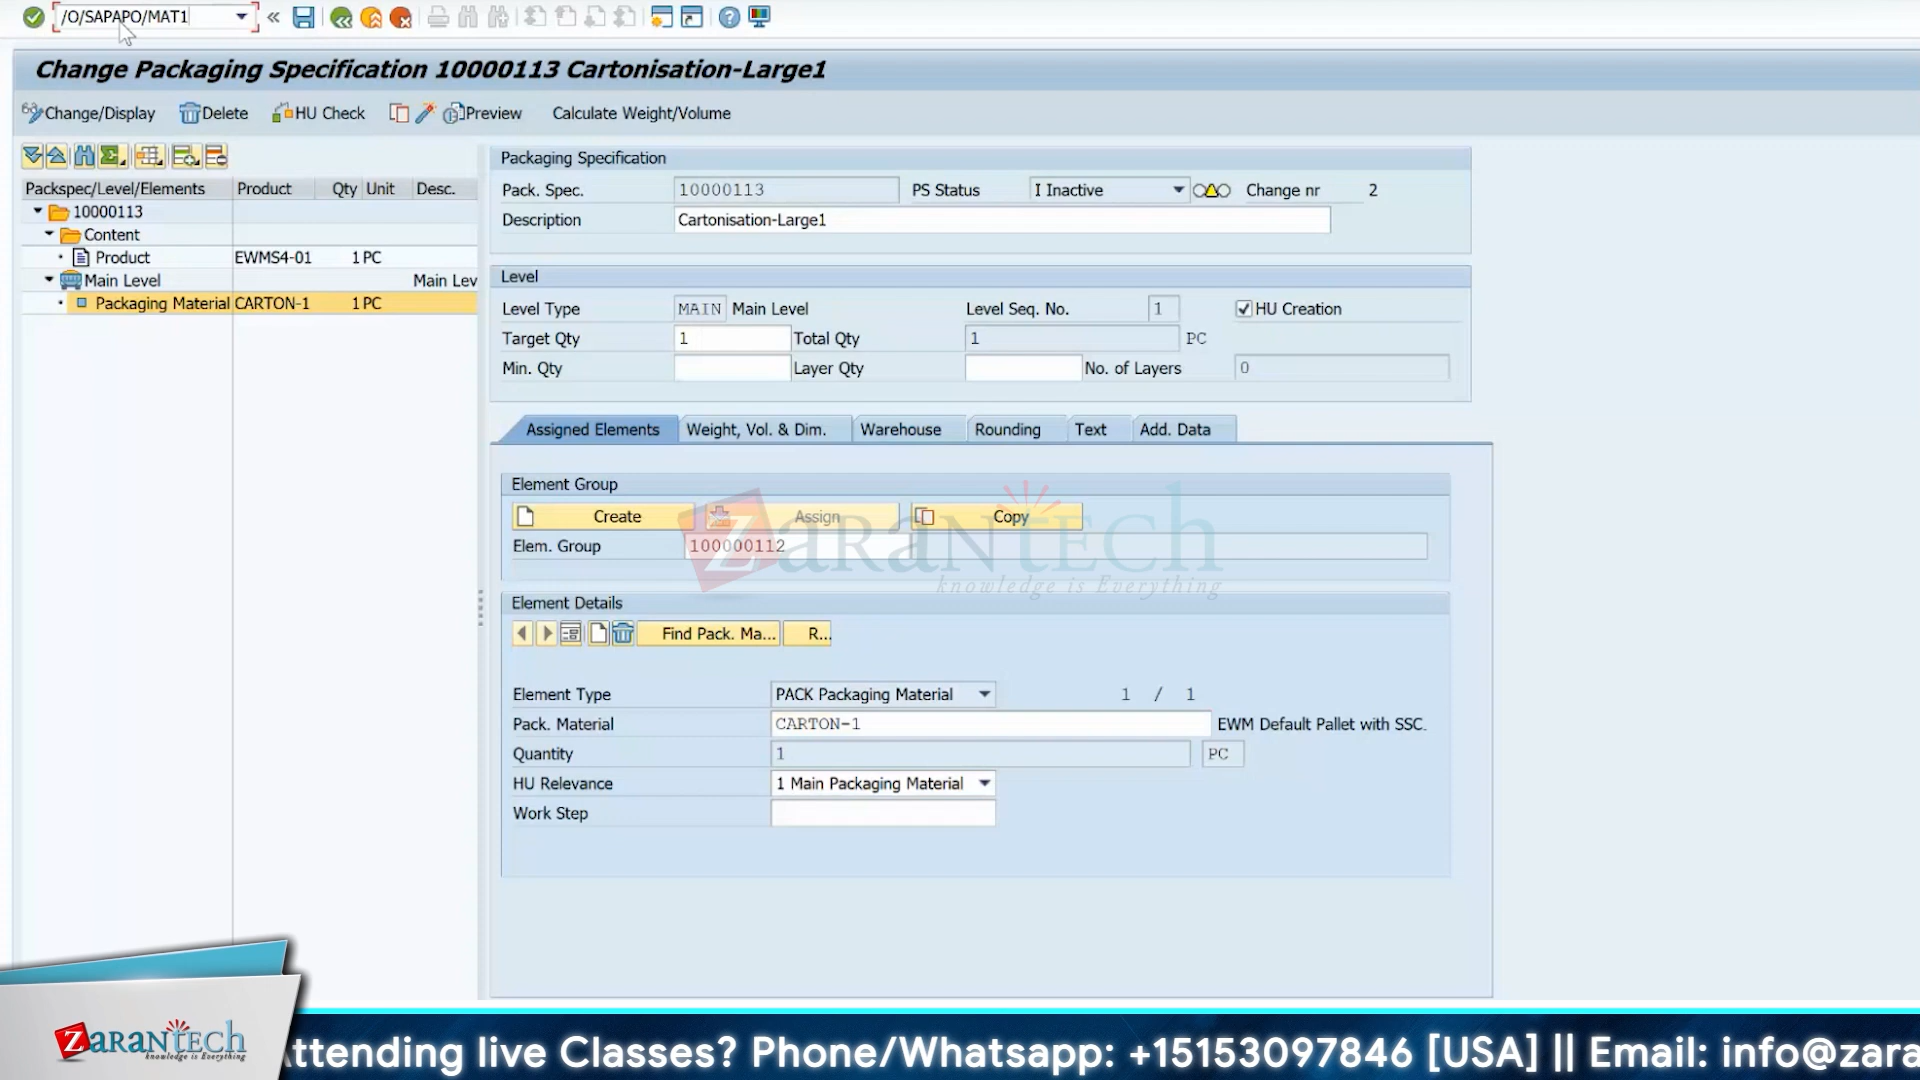 /O/SAPAPO/MAT1
Change Packaging Specification 10000113 Cartonisation-Large1
Change/Display Delete HU Check Preview Calculate Weight/Volume
Packspec/Level/Elements Product Qty Unit Desc.
10000113
Content
Product EWMS4-01 1 PC
Main Level Main Lev
Packaging Material CARTON-1 1 PC
Packaging Specification
Pack. Spec. 10000113 PS Status I Inactive Change nr 2
Description Cartonisation-Large1
Level
Level Type MAIN Main Level Level Seq. No. 1 HU Creation
Target Qty 1 Total Qty 1 PC
Min. Qty Layer Qty No. of Layers 0
Assigned Elements Weight, Vol. & Dim. Warehouse Rounding Text Add. Data
Element Group
Create Assign Copy
Elem. Group 100000112
ZARANTECH
knowledge is Everything
Element Details
Find Pack. Ma... R...
Element Type PACK Packaging Material 1 / 1
Pack. Material CARTON-1 EWM Default Pallet with SSC.
Quantity 1 PC
HU Relevance 1 Main Packaging Material
Work Step
ZARANTECH
knowledge is Everything
ttending live Classes? Phone/Whatsapp: +15153097846 [USA] || Email: info@zara